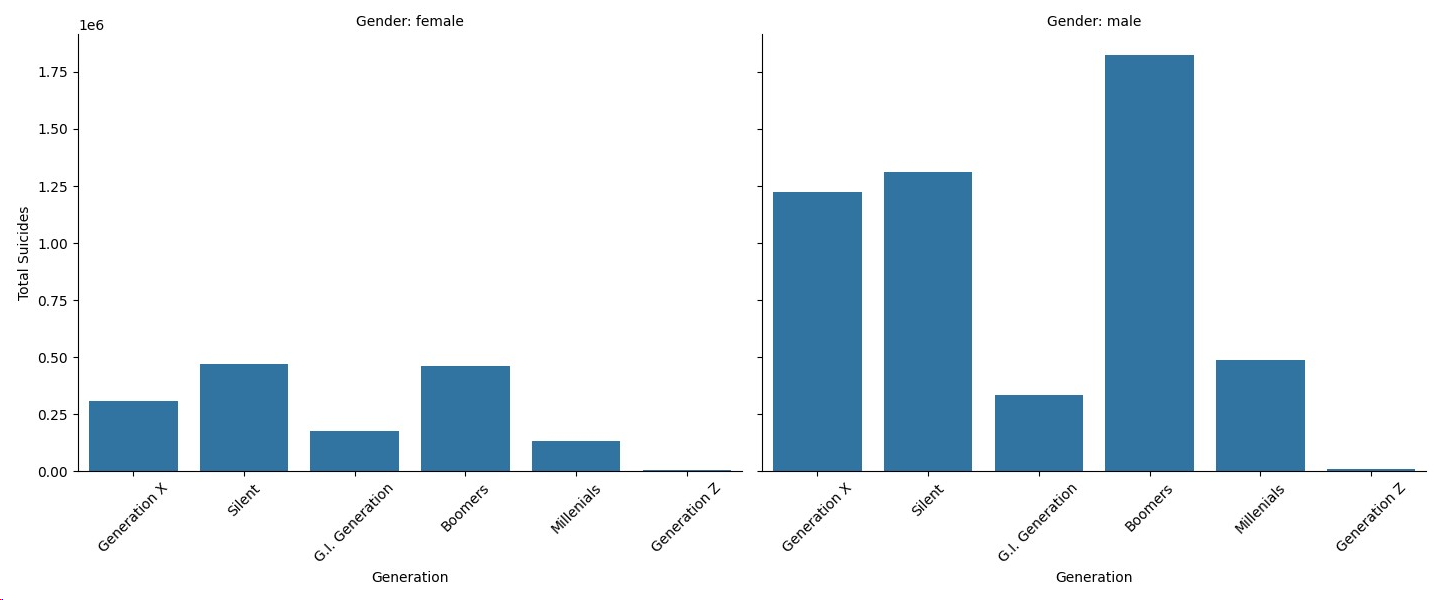 Gender: female
Gender: male
1e6
1.75
1.50
1.25
1.00
0.75
0.50
0.25
0.00
Total Suicides
Generation X
Silent
G.I. Generation
Boomers
Millenials
Generation Z
Generation X
Silent
G.I. Generation
Boomers
Millenials
Generation Z
Generation
Generation